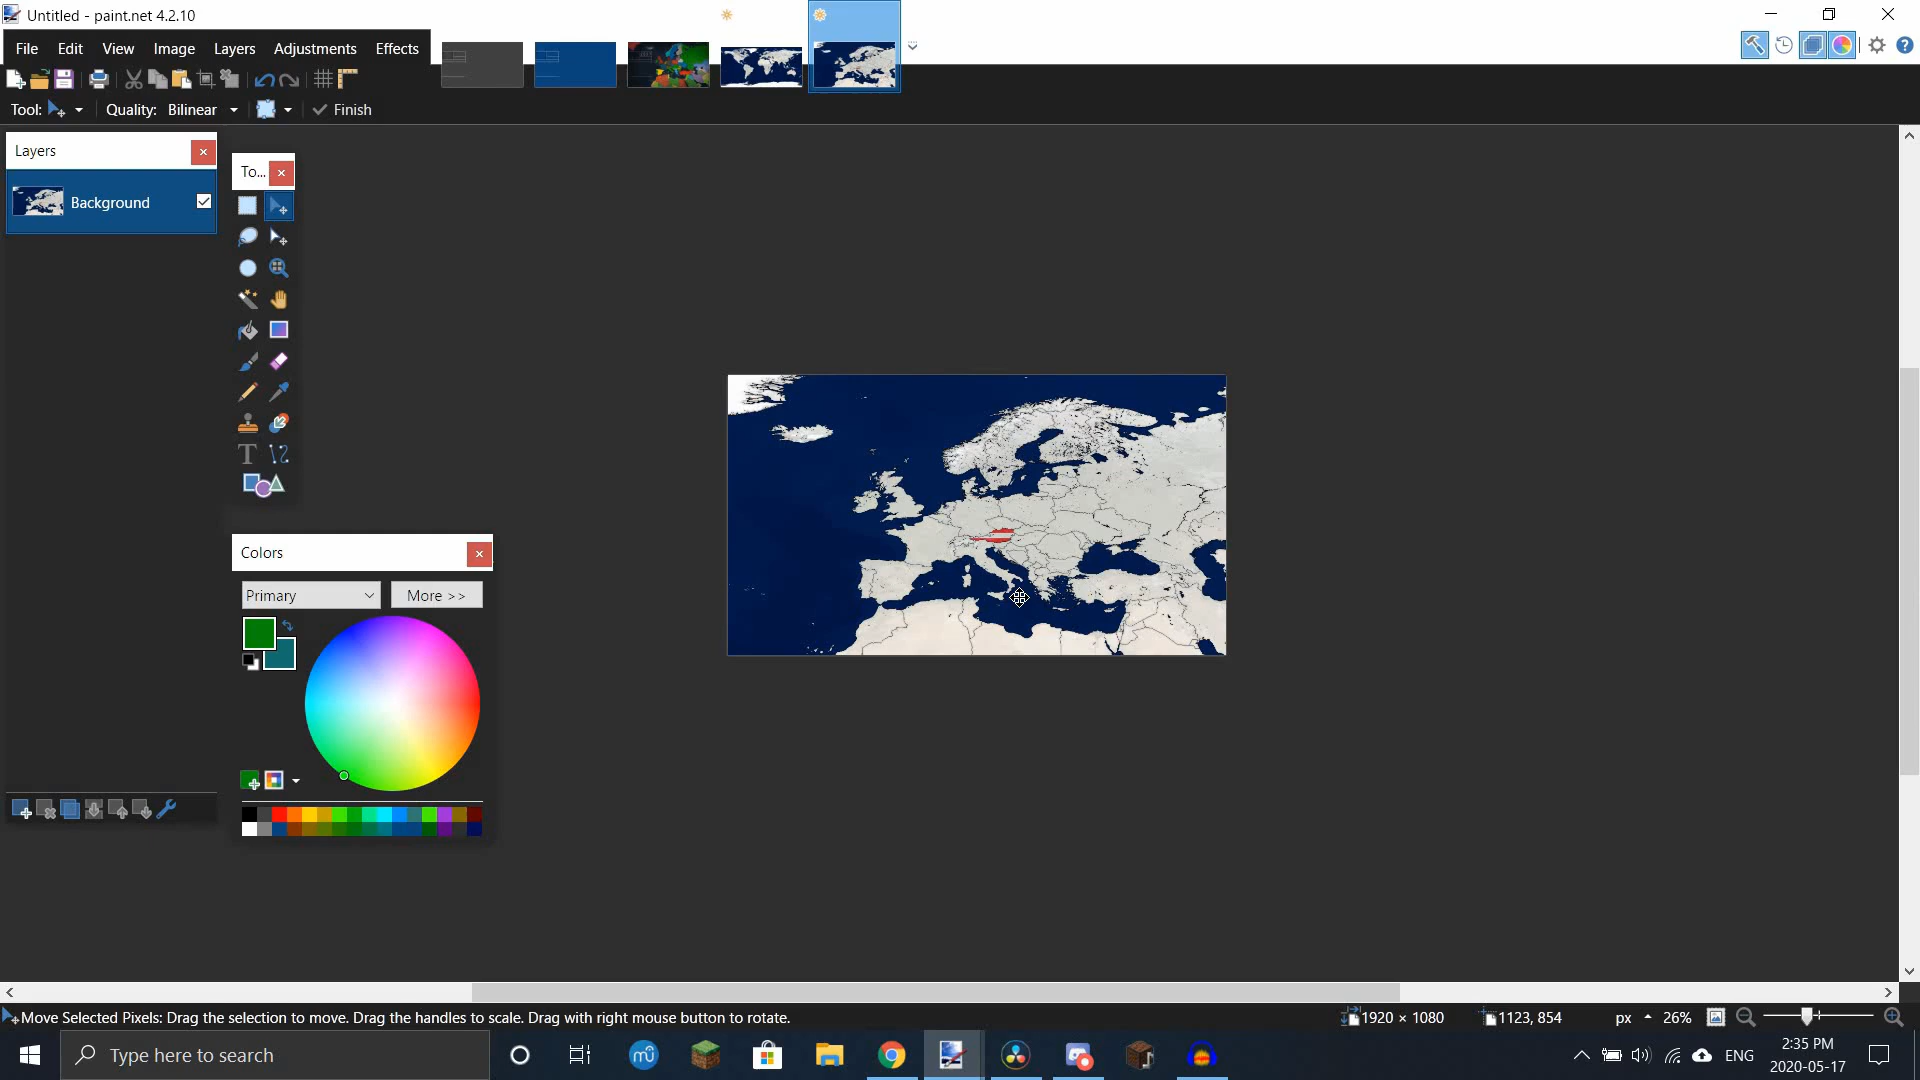 Untitled - paint.net 4.2.10
File Edit View Image Layers Adjustments Effects
Tool: Quality: Bilinear Finish
Layers
Background
To...
Colors
Primary More >>
Move Selected Pixels: Drag the selection to move. Drag the handles to scale. Drag with right mouse button to rotate.
1920 × 1080 1123, 854 px 26%
Type here to search
ENG
2:35 PM
2020-05-17